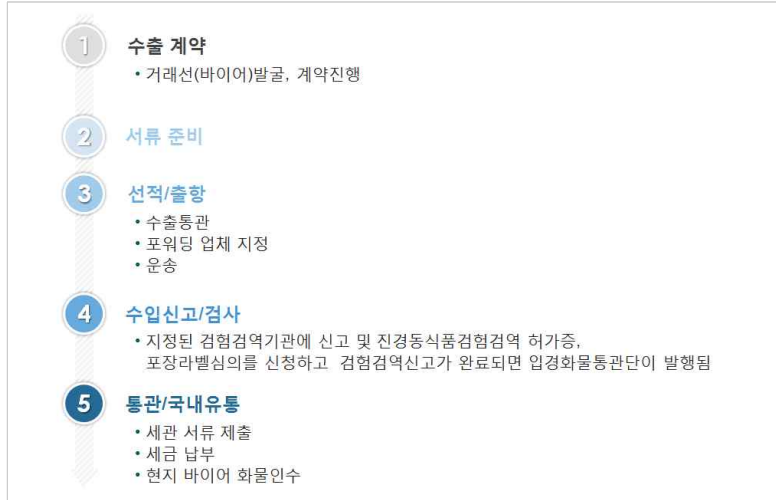 1
수출 계약
• 거래선(바이어)발굴, 계약진행
2
서류 준비
3
선적/출항
• 수출통관
• 포워딩 업체 지정
• 운송
4
수입신고/검사
• 지정된 검험검역기관에 신고 및 진경동식품검험검역 허가증,
포장라벨심의를 신청하고 검험검역신고가 완료되면 입경화물통관단이 발행됨
5
통관/국내유통
• 세관 서류 제출
• 세금 납부
• 현지 바이어 화물인수